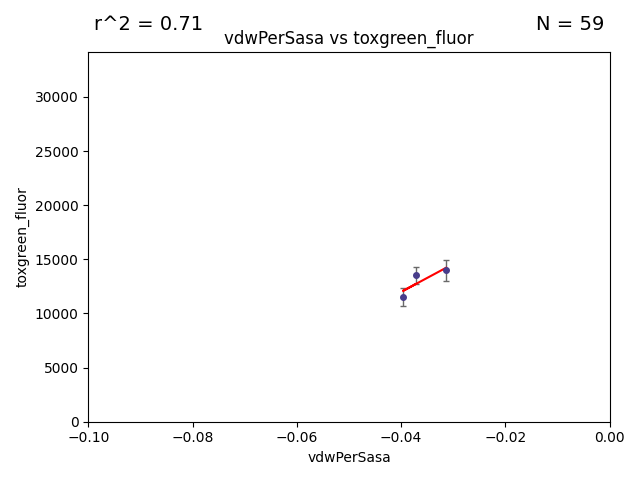 r^2 = 0.71
N = 59
vdwPerSasa vs toxgreen_fluor
30000
25000
20000
15000
10000
5000
0
toxgreen_fluor
−0.10
−0.08
−0.06
−0.04
−0.02
0.00
vdwPerSasa